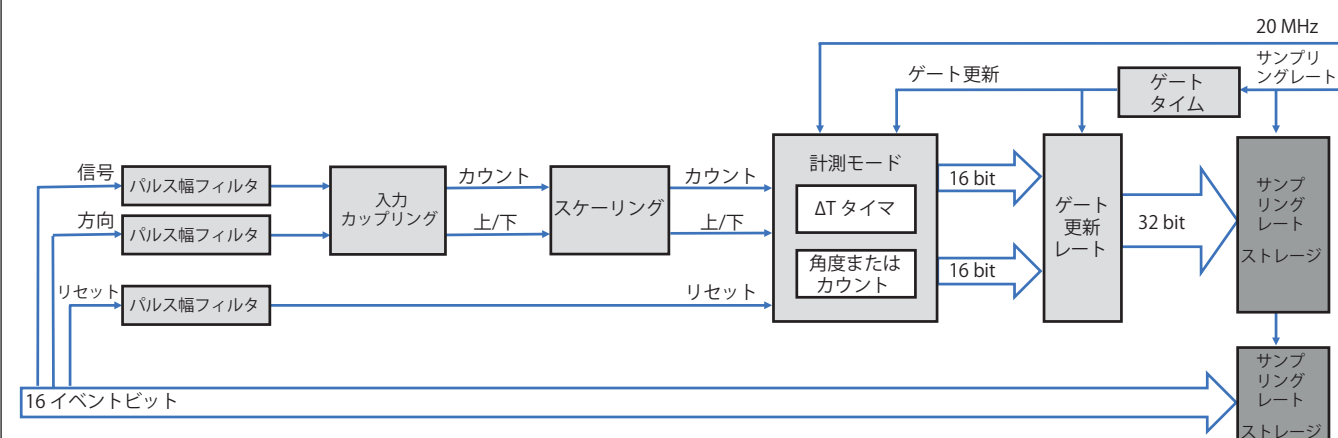 20 MHz
サンプリ
ングレート
ゲート更新
ゲート
タイム
信号
パルス幅フィルタ
方向
パルス幅フィルタ
リセット
パルス幅フィルタ
入力
カップリング
カウント
上/下
スケーリング
カウント
上/下
リセット
計測モード
ΔT タイマ
角度または
カウント
16 bit
16 bit
ゲート
更新
レート
32 bit
サンプ
リング
レート
ストレージ
16 イベントビット
サンプ
リング
レート
ストレージ